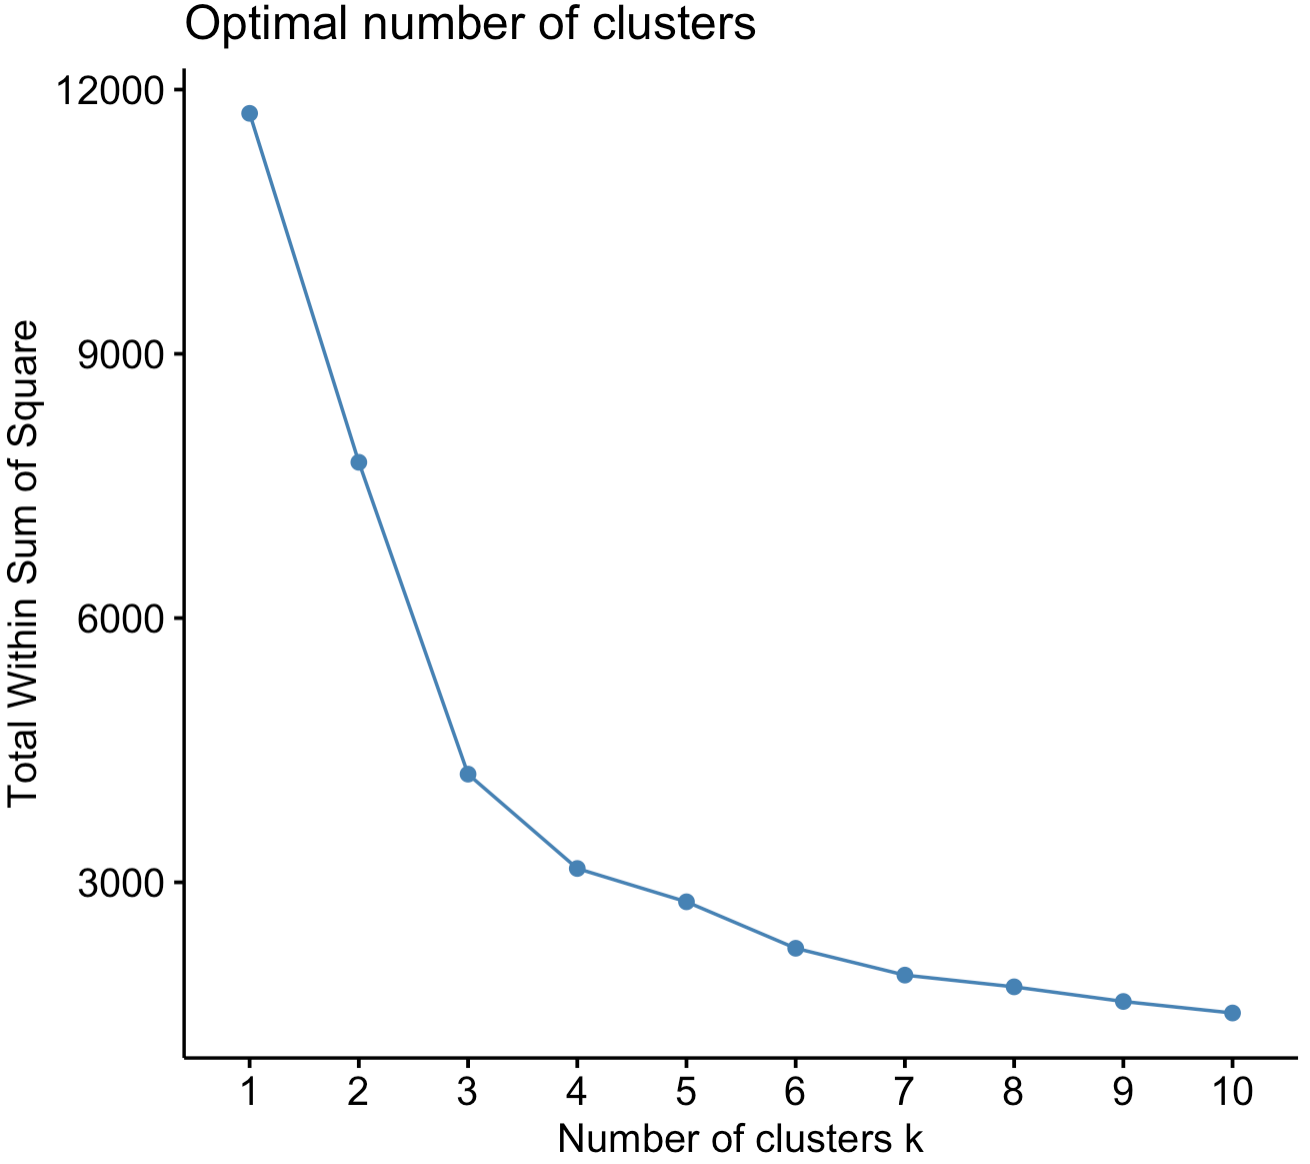 Optimal number of clusters
Total Within Sum of Square
12000
9000
6000
3000
1 2 3 4 5 6 7 8 9 10
Number of clusters k